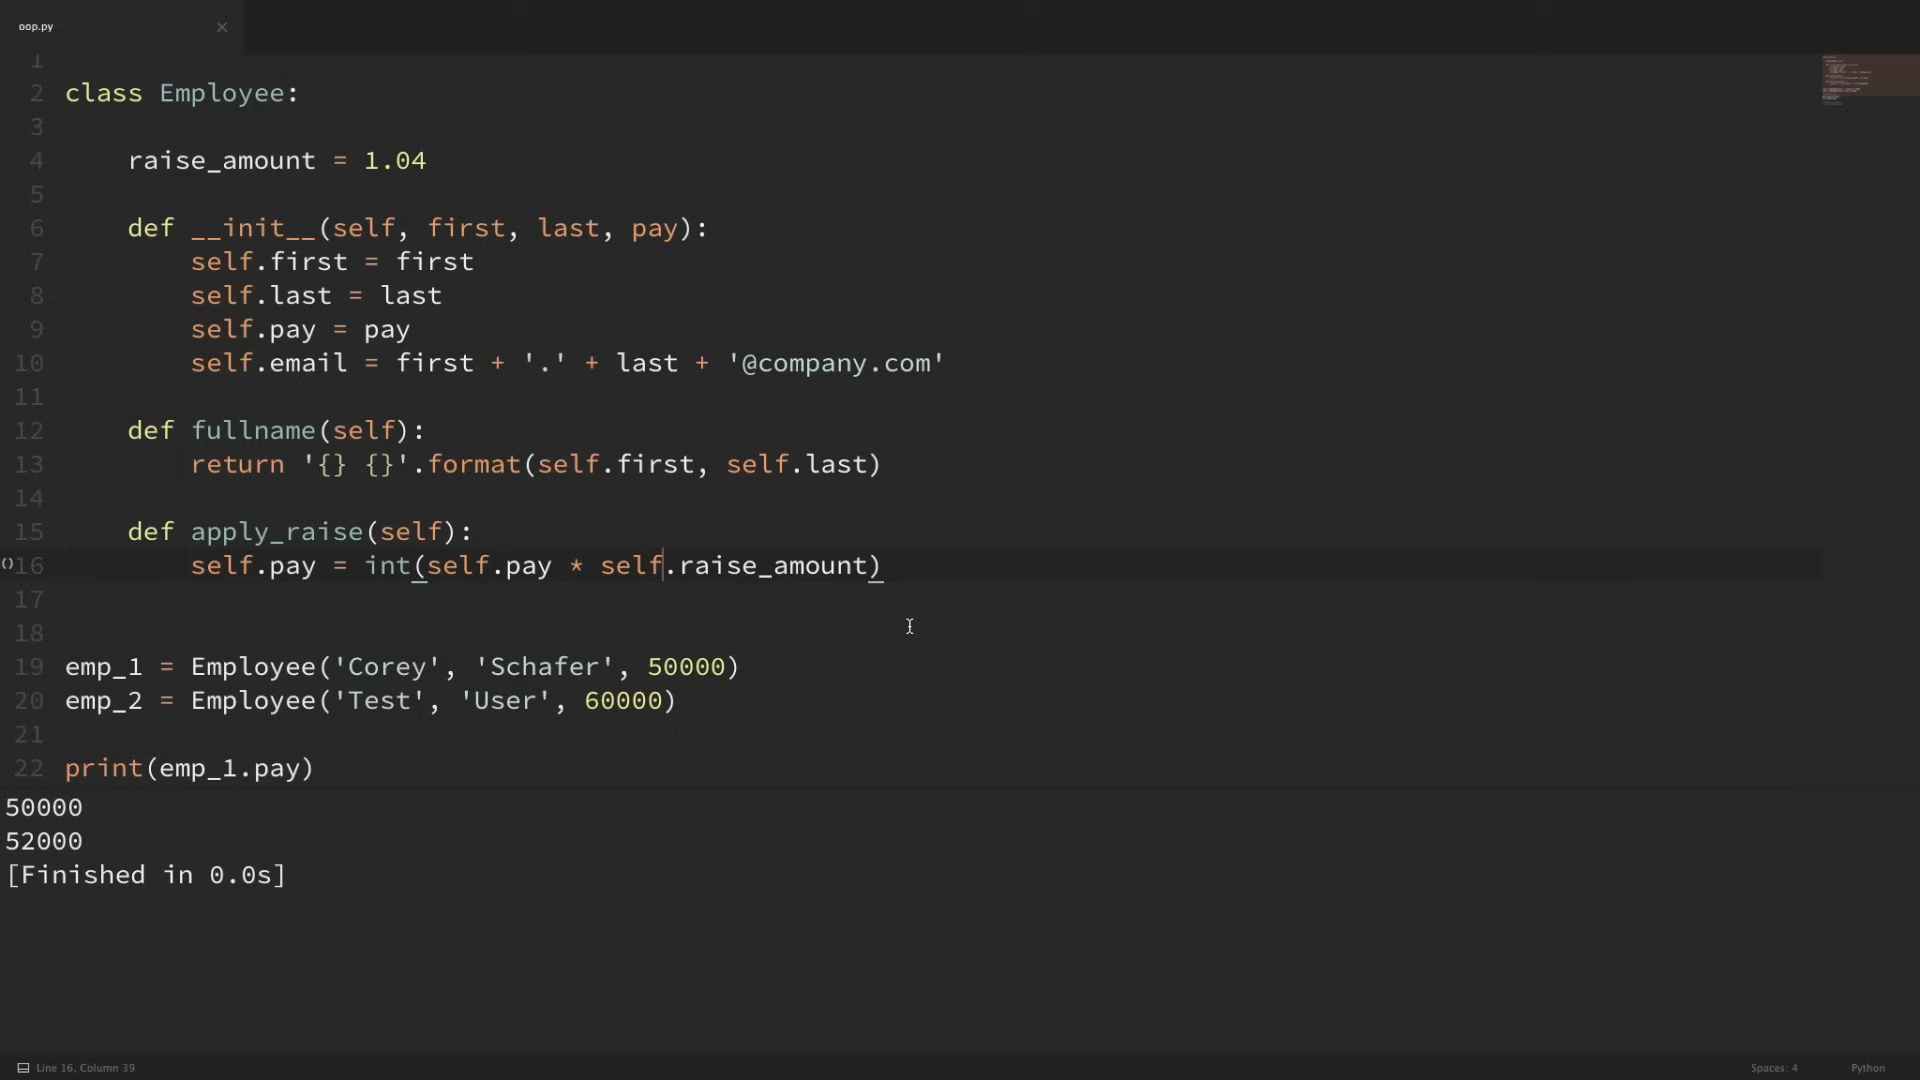 oop.py
1
2 class Employee:
3
4     raise_amount = 1.04
5
6     def __init__(self, first, last, pay):
7         self.first = first
8         self.last = last
9         self.pay = pay
10         self.email = first + '.' + last + '@company.com'
11
12     def fullname(self):
13         return '{} {}'.format(self.first, self.last)
14
15     def apply_raise(self):
()16         self.pay = int(self.pay * self.raise_amount)
17
18
19 emp_1 = Employee('Corey', 'Schafer', 50000)
20 emp_2 = Employee('Test', 'User', 60000)
21
22 print(emp_1.pay)
50000
52000
[Finished in 0.0s]
Line 16, Column 39 Spaces: 4 Python